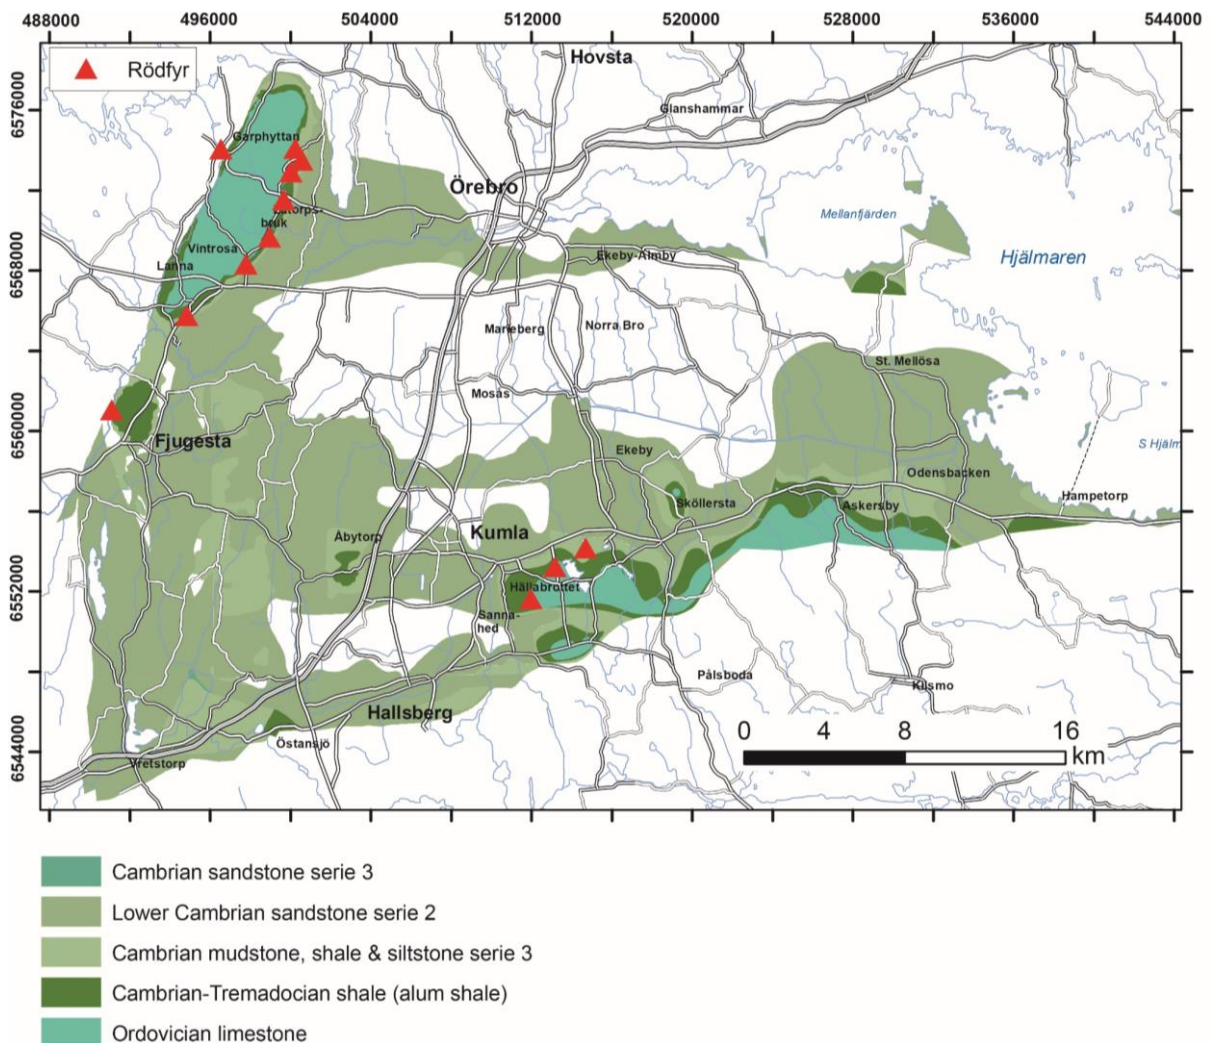 488000 496000 504000 512000 520000 528000 536000 544000
6576000
6568000
6560000
6552000
6544000
Rödfyr
Hovsta
Glanshammar
Garphyttan
Örebro
bruk
Mellanfjärden
Vintrosa
Lanna
Ekeby-Almby
Hjälmaren
Marieberg
Norra Bro
St. Mellösa
Mosås
Fjugesta
Ekeby
S Hjälm
Odensbacken
Sköllersta
Hampetorp
Askersby
Kumla
Åbytorp
Hällabrottet
Sanna-
hed
Pålsboda
Kilsmo
Hallsberg
Östansjö
Vretstorp
0 4 8 16
km
Cambrian sandstone serie 3
Lower Cambrian sandstone serie 2
Cambrian mudstone, shale & siltstone serie 3
Cambrian-Tremadocian shale (alum shale)
Ordovician limestone